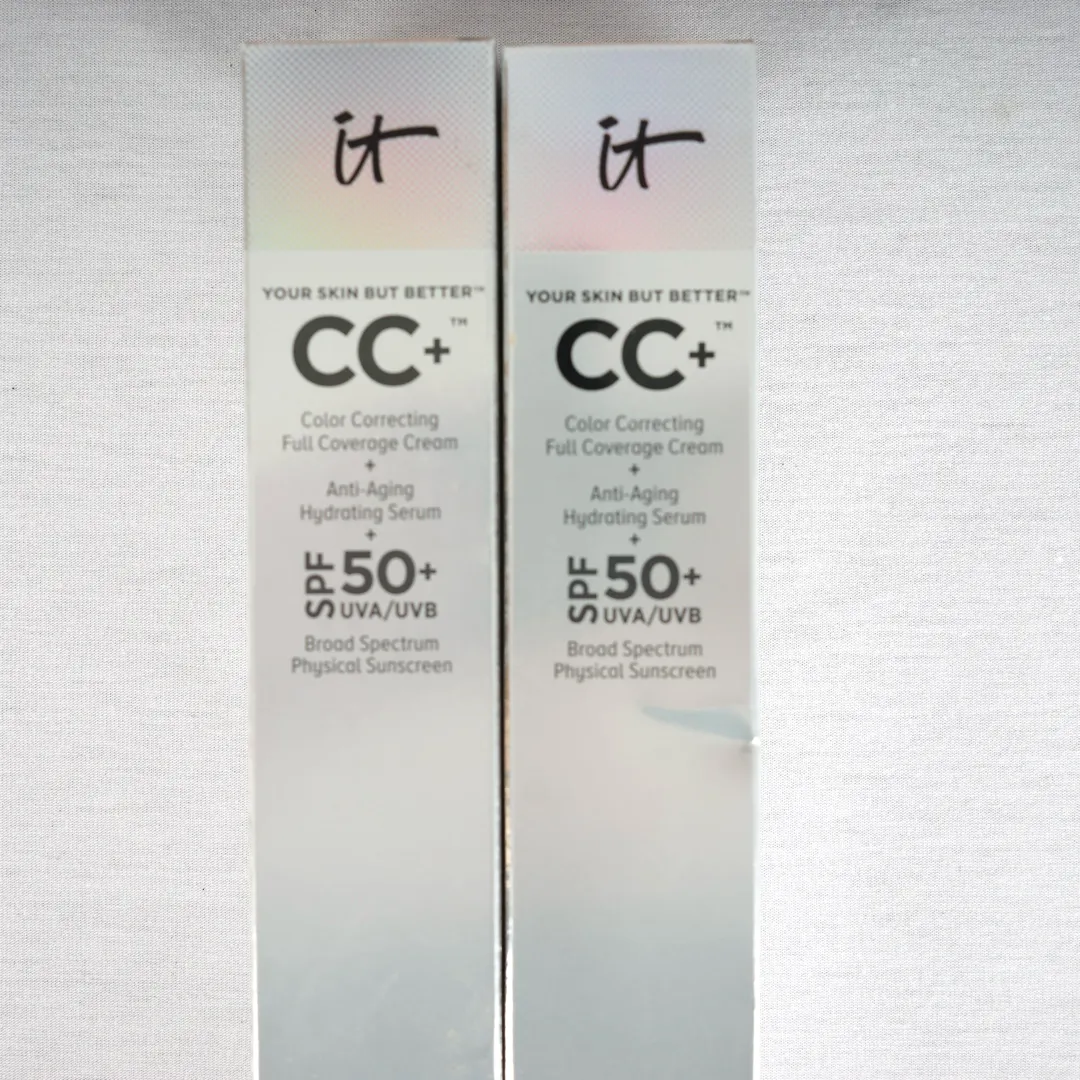 it
YOUR SKIN BUT BETTER™
CC+™
Color Correcting
Full Coverage Cream
+
Anti-Aging
Hydrating Serum
+
SPF 50+
UVA/UVB
Broad Spectrum
Physical Sunscreen
it
YOUR SKIN BUT BETTER™
CC+™
Color Correcting
Full Coverage Cream
+
Anti-Aging
Hydrating Serum
+
SPF 50+
UVA/UVB
Broad Spectrum
Physical Sunscreen